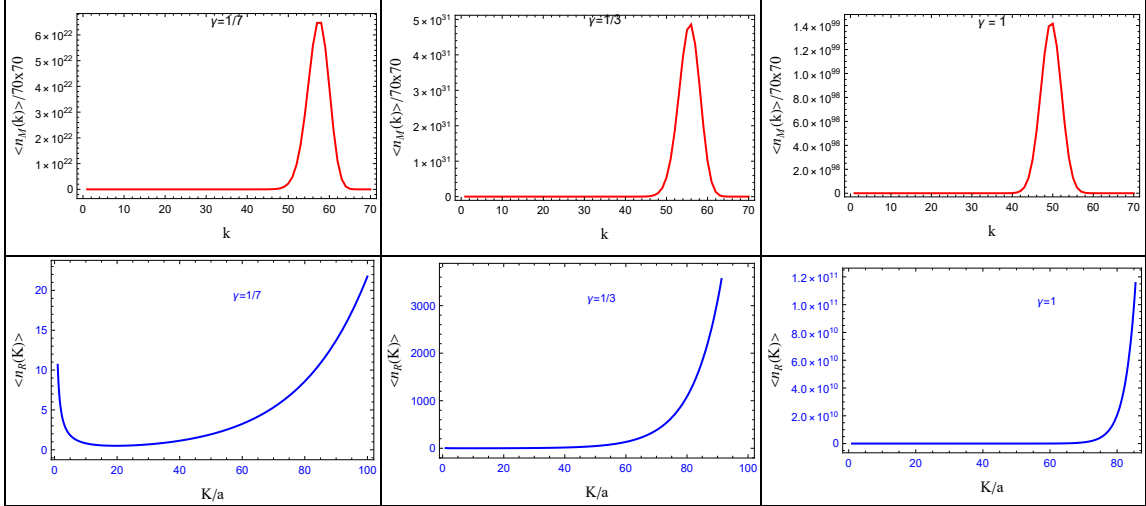 γ=1/7
<n_M(k)>/70x70
6×10^22
5×10^22
4×10^22
3×10^22
2×10^22
1×10^22
0
0 10 20 30 40 50 60 70
k
γ=1/3
<n_M(k)>/70x70
5.×10^31
4.×10^31
3.×10^31
2.×10^31
1.×10^31
0
0 10 20 30 40 50 60 70
k
γ = 1
<n_M(k)>/70x70
1.4×10^99
1.2×10^99
1.0×10^99
8.0×10^98
6.0×10^98
4.0×10^98
2.0×10^98
0
0 10 20 30 40 50 60 70
k
γ=1/7
<n_R(K)>
20
15
10
5
0
0 20 40 60 80 100
K/a
γ=1/3
<n_R(K)>
3000
2000
1000
0
0 20 40 60 80 100
K/a
γ=1
<n_R(K)>
1.2×10^11
1.0×10^11
8.0×10^10
6.0×10^10
4.0×10^10
2.0×10^10
0
0 20 40 60 80
K/a